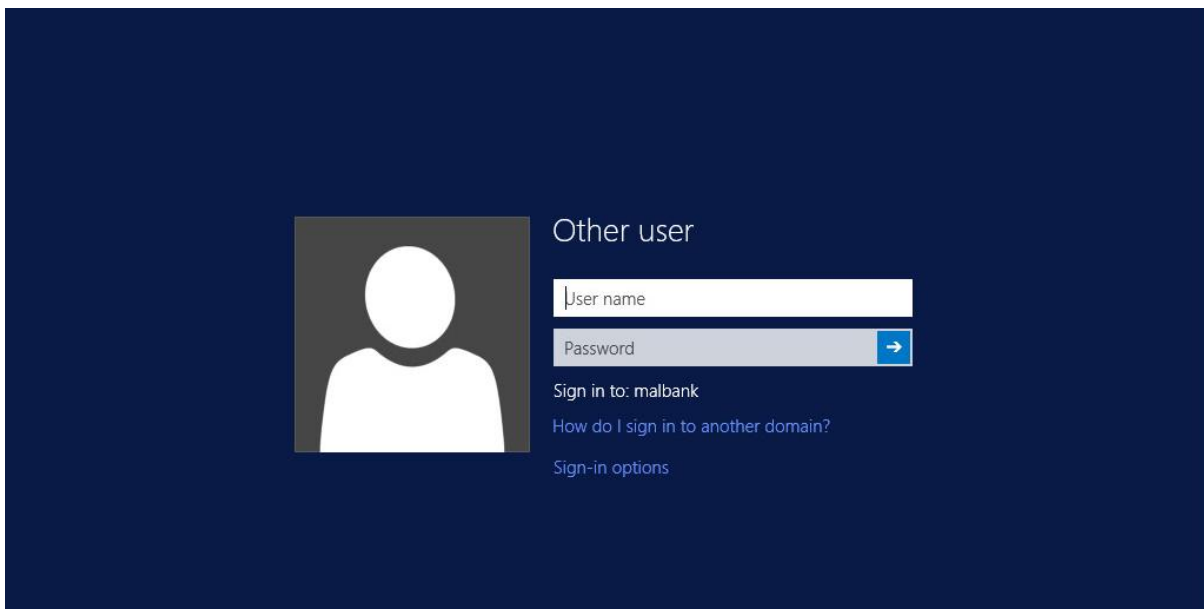 Other user
User name
Password
Sign in to: malbank
How do I sign in to another domain?
Sign-in options